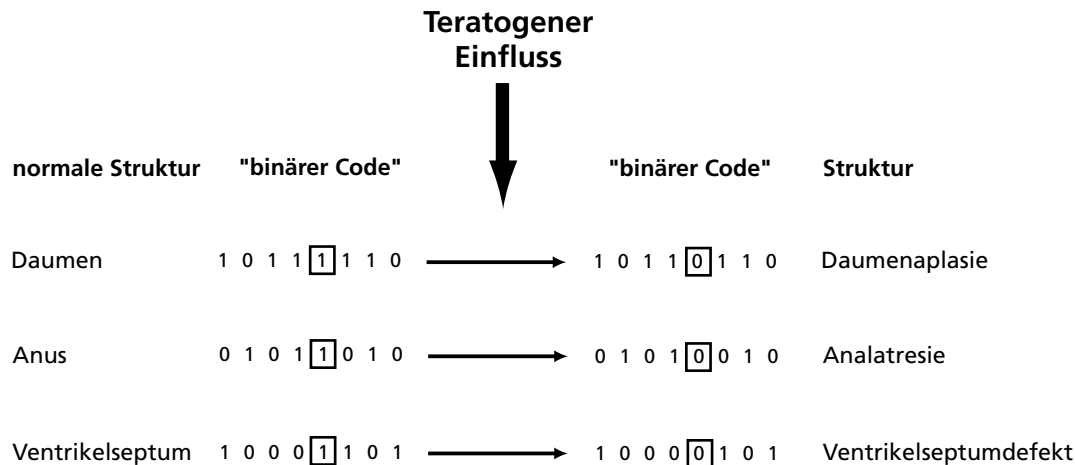 Teratogener
Einfluss
normale Struktur "binärer Code" "binärer Code" Struktur
Daumen 1 0 1 1 1 1 1 0 1 0 1 1 0 1 1 0 Daumenaplasie
Anus 0 1 0 1 1 0 1 0 0 1 0 1 0 0 1 0 Analatresie
Ventrikelseptum 1 0 0 0 1 1 0 1 1 0 0 0 0 1 0 1 Ventrikelseptumdefekt